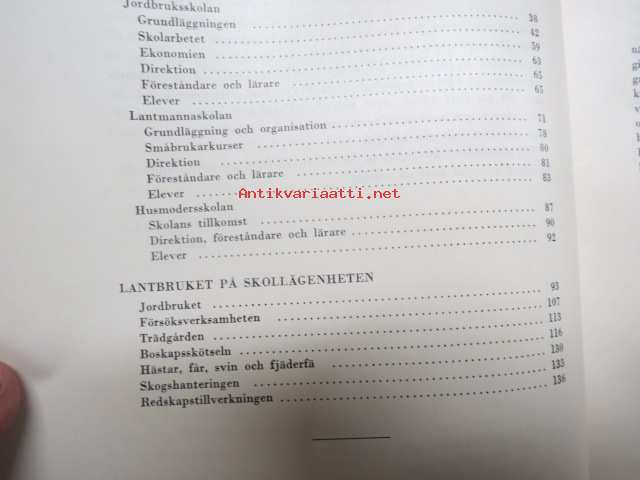 Jordbruksskolan
Grundläggningen 38
Skolarbetet 42
Ekonomien 59
Direktion 63
Föreståndare och lärare 65
Elever 65
Lantmannaskolan
Grundläggning och organisation 71
Småbrukarkurser 78
Direktion 80
Föreståndare och lärare 81
Elever 83
Antikvariaatti.net
Husmodersskolan
Skolans tillkomst 87
Direktion, föreståndare och lärare 90
Elever 92
LANTBRUKET PÅ SKOLLÄGENHETEN
Jordbruket 93
Försöksverksamheten 107
Trädgården 113
Boskapsskötseln 116
Hästar, får, svin och fjäderfä 130
Skogshanteringen 133
Redskapstillverkningen 136